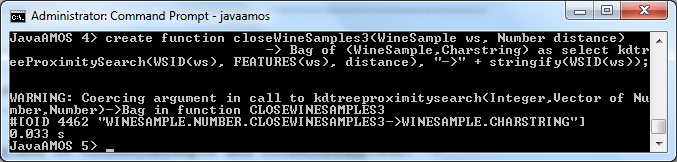 Administrator: Command Prompt - javaamos
JavaAMOS 4> create function closeWineSamples3(WineSample ws, Number distance)
-> Bag of (WineSample,Charstring) as select kdt
reeProximitySearch(WSID(ws), FEATURES(ws), distance), "->" + stringify(WSID(ws));
WARNING: Coercing argument in call to kdtreeproximitysearch(Integer,Vector of Nu
mber,Number)->Bag in function CLOSEWINESAMPLES3
#[OID 4462 "WINESAMPLE.NUMBER.CLOSEWINESAMPLES3->WINESAMPLE.CHARSTRING"]
0.033 s
JavaAMOS 5> _